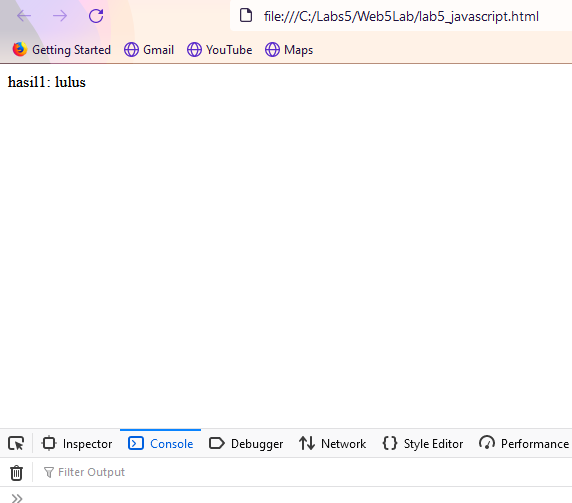 file:///C:/Labs5/Web5Lab/lab5_javascript.html
Getting Started Gmail YouTube Maps
hasil1: lulus
Inspector Console Debugger Network Style Editor Performance
Filter Output